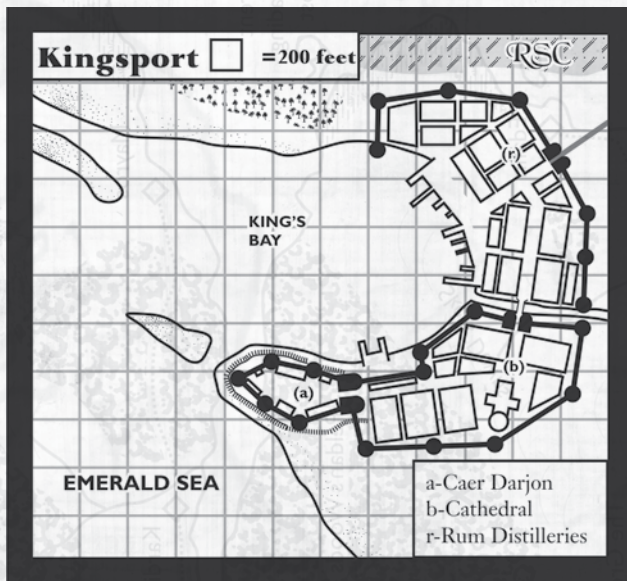 Kingsport =200 feet
RSC
(r)
KING'S
BAY
(b)
(a)
EMERALD SEA
a-Caer Darjon
b-Cathedral
r-Rum Distilleries